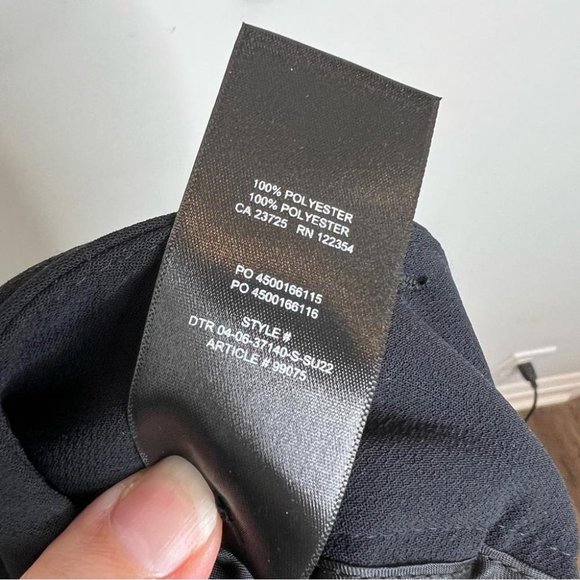 100% POLYESTER
100% POLYESTER
CA 23725 RN 122354
PO 4500166115
PO 4500166116
STYLE #
DTR 04-06-37140-S-SU22
ARTICLE # 99075